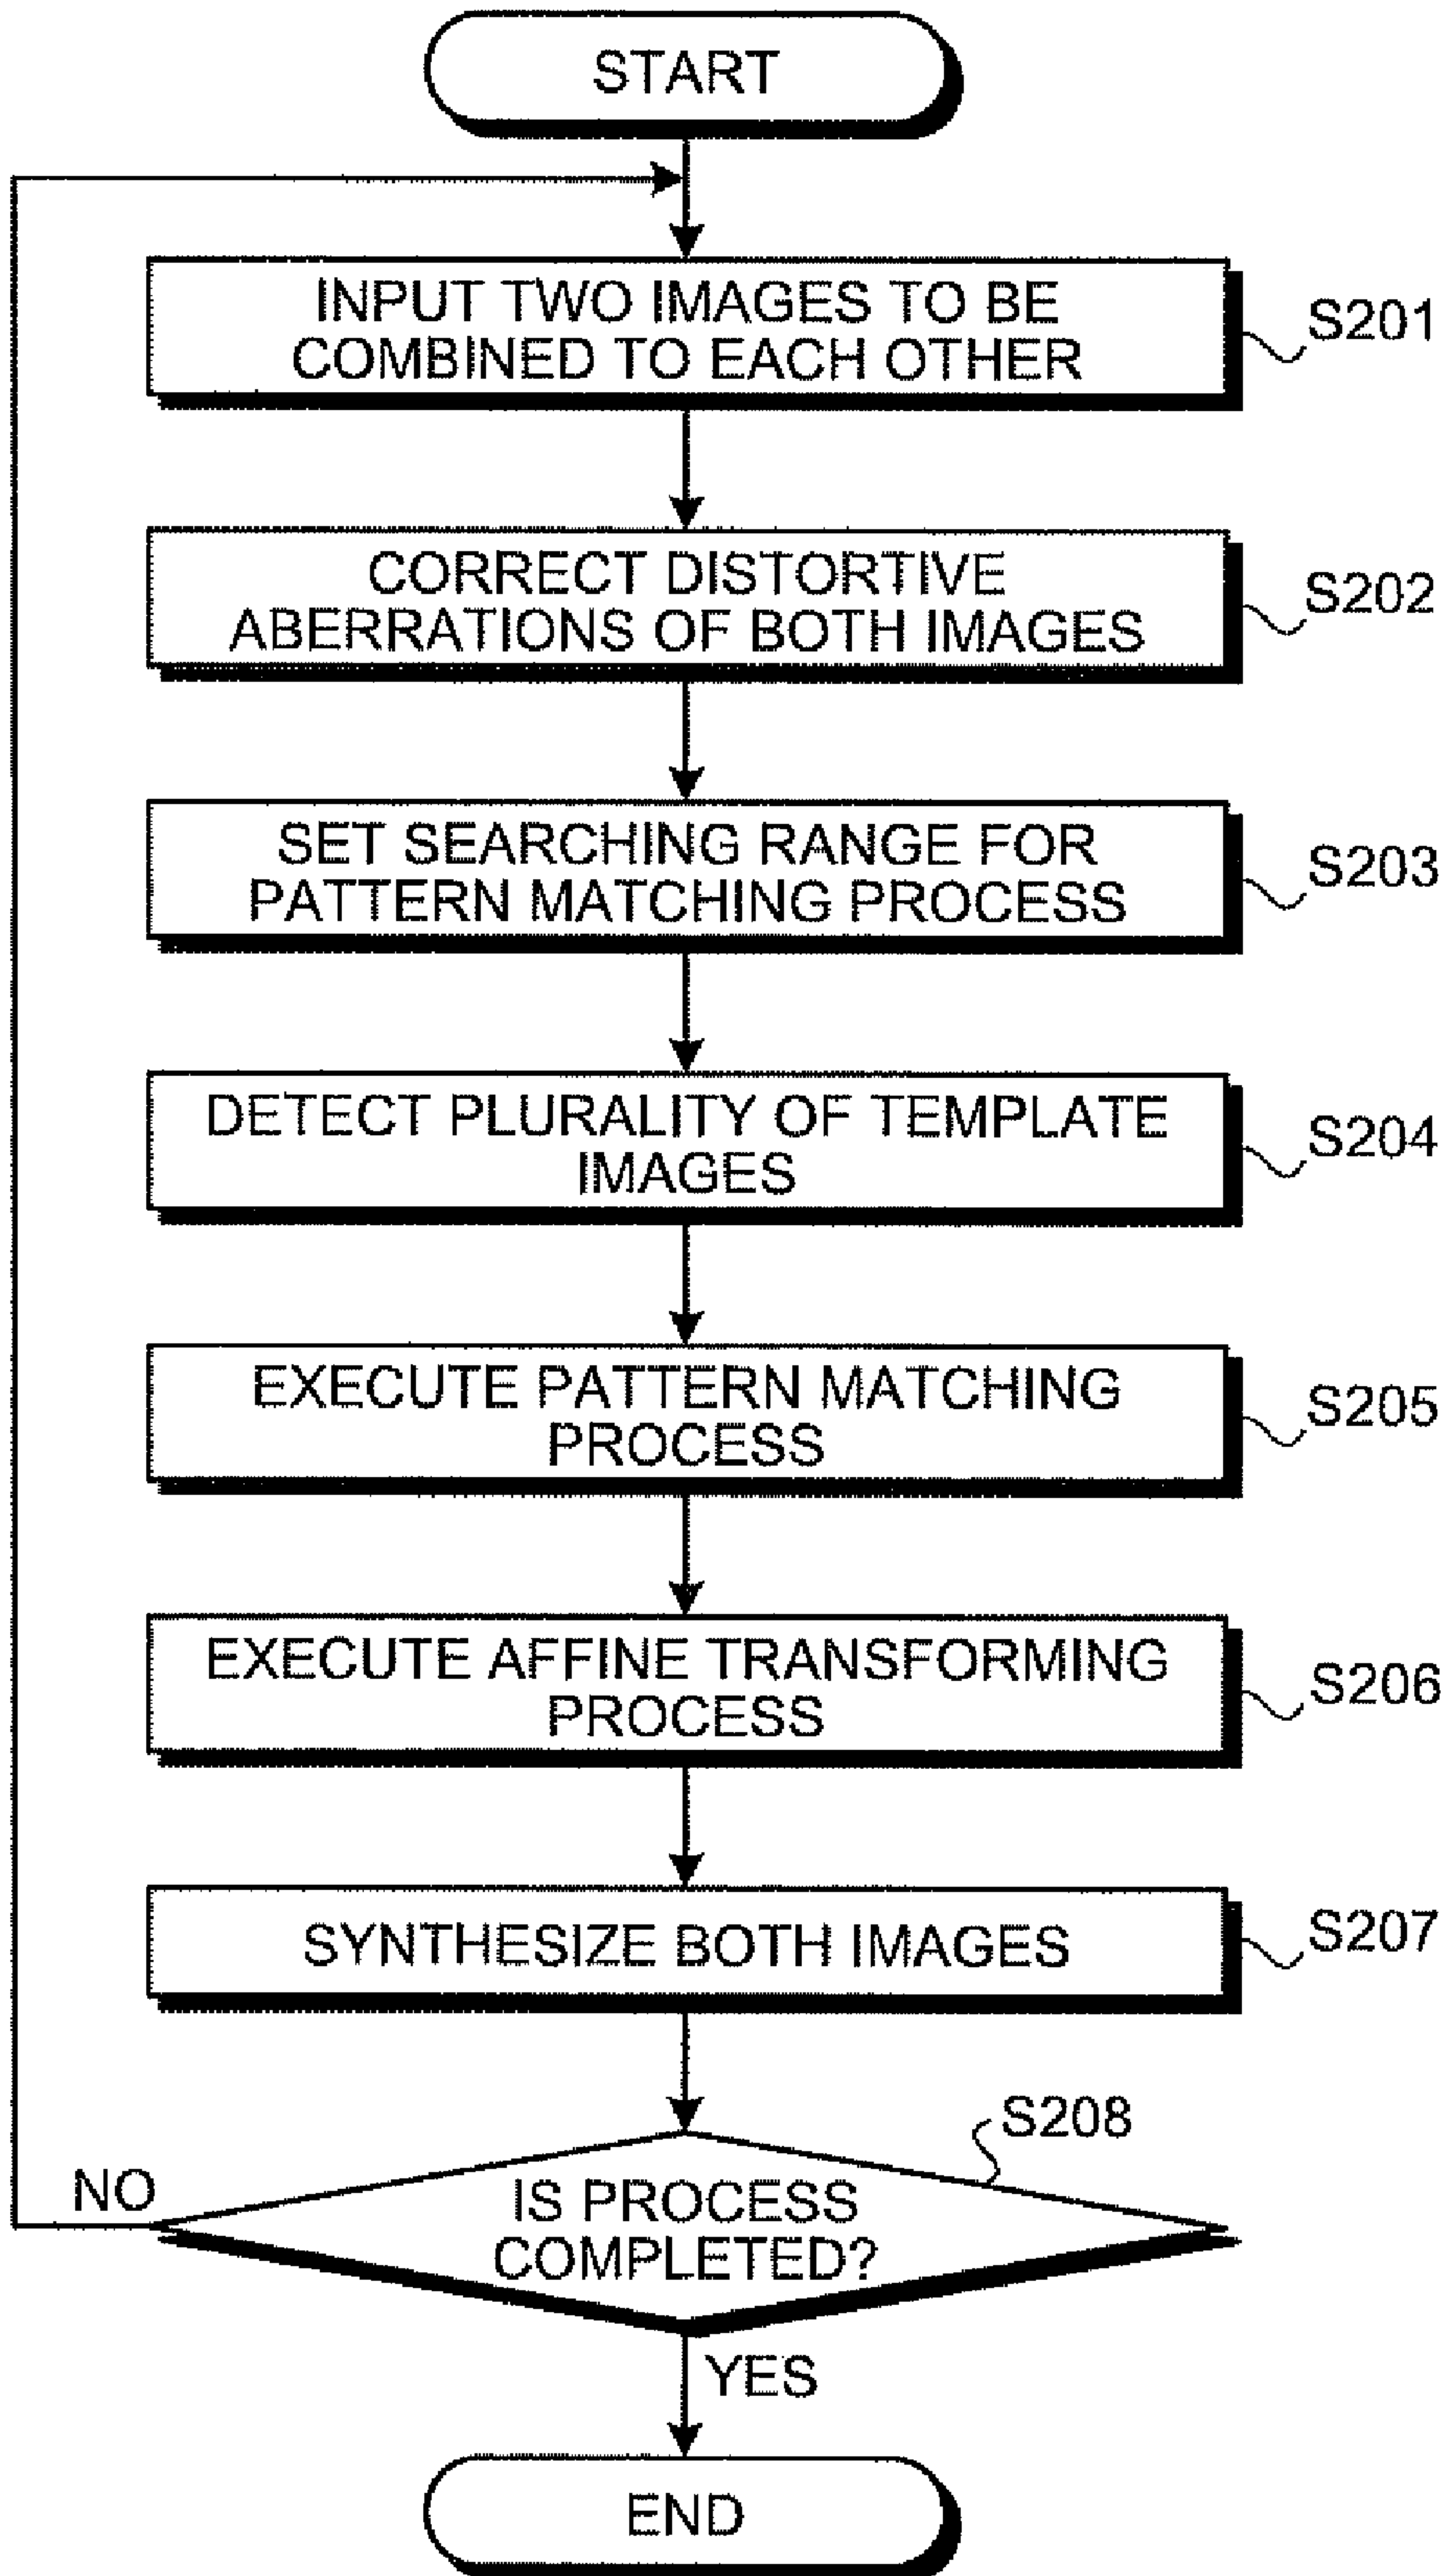 START
INPUT TWO IMAGES TO BE
COMBINED TO EACH OTHER
S201
CORRECT DISTORTIVE
ABERRATIONS OF BOTH IMAGES
S202
SET SEARCHING RANGE FOR
PATTERN MATCHING PROCESS
S203
DETECT PLURALITY OF TEMPLATE
IMAGES
S204
EXECUTE PATTERN MATCHING
PROCESS
S205
EXECUTE AFFINE TRANSFORMING
PROCESS
S206
SYNTHESIZE BOTH IMAGES
S207
S208
IS PROCESS
COMPLETED?
NO
YES
END